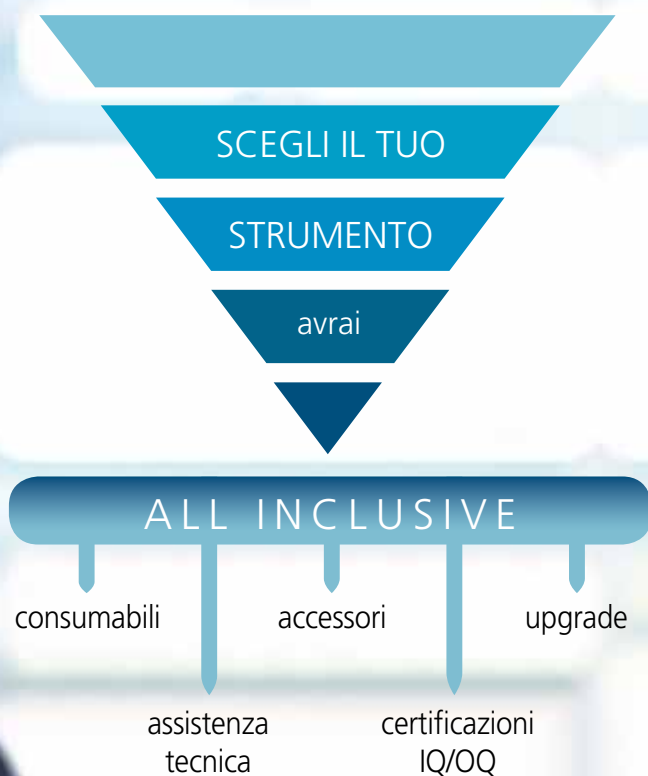 SCEGLI IL TUO
STRUMENTO
avrai
ALL INCLUSIVE
consumabili
accessori
upgrade
assistenza
tecnica
certificazioni
IQ/OQ